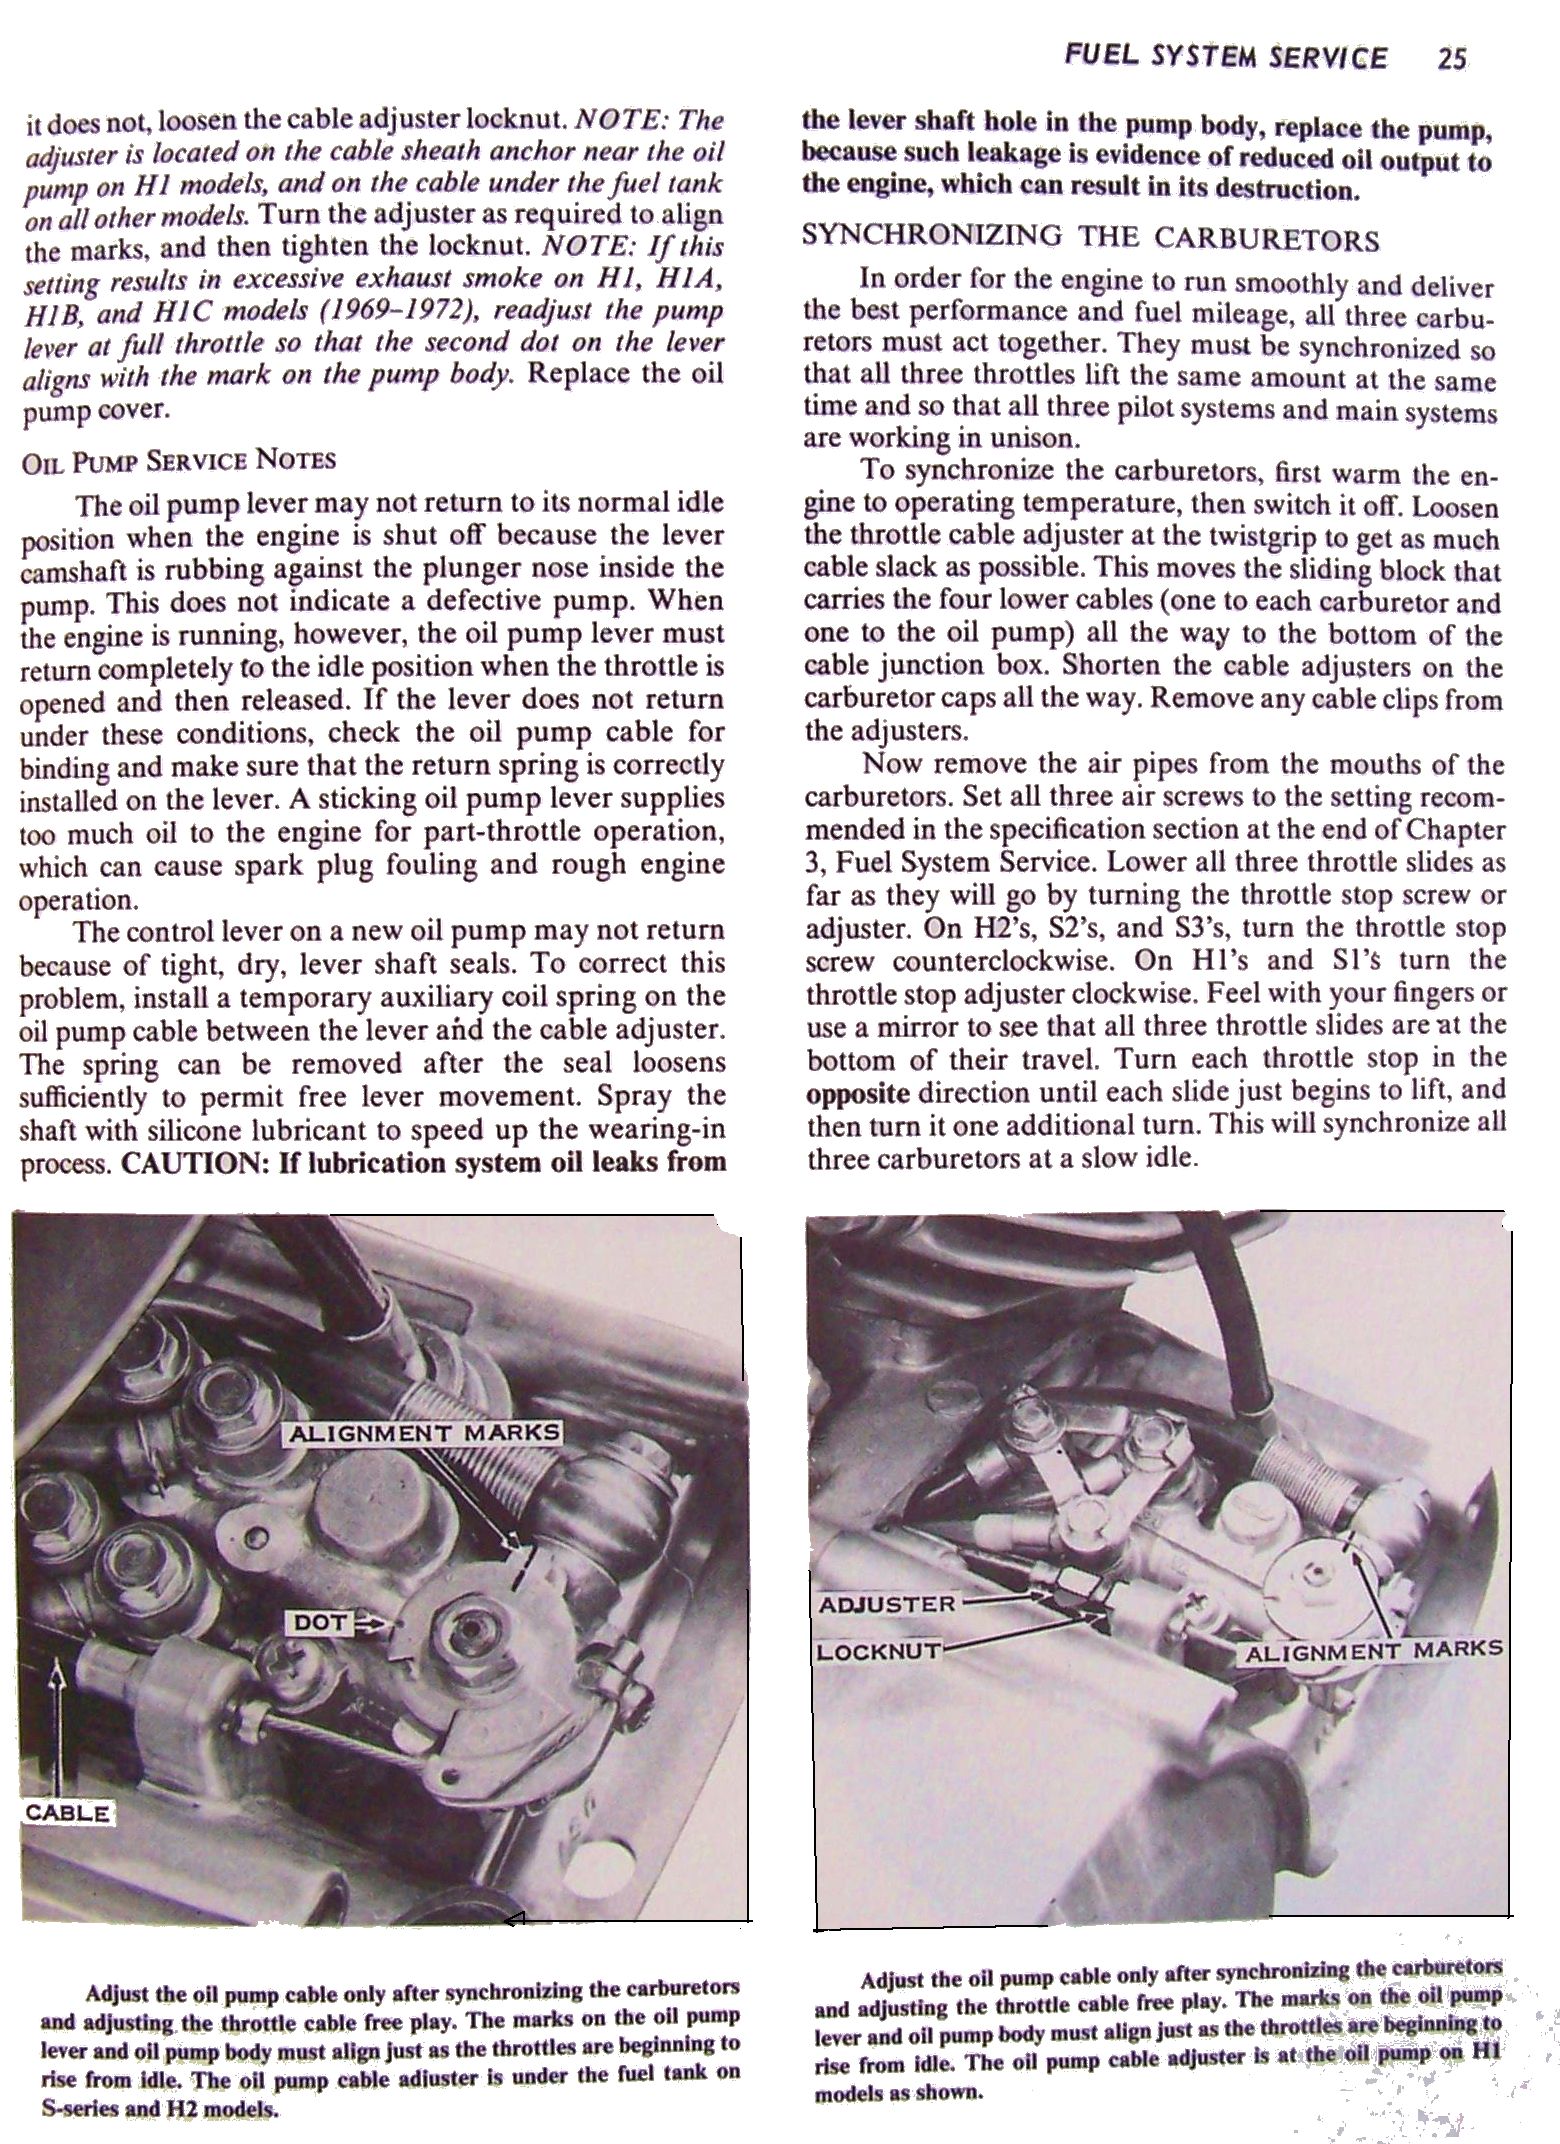 FUEL SYSTEM SERVICE 25
it does not, loosen the cable adjuster locknut. NOTE: The
adjuster is located on the cable sheath anchor near the oil
pump on H1 models, and on the cable under the fuel tank
on all other models. Turn the adjuster as required to align
the marks, and then tighten the locknut. NOTE: If this
setting results in excessive exhaust smoke on H1, H1A,
H1B, and H1C models (1969–1972), readjust the pump
lever at full throttle so that the second dot on the lever
aligns with the mark on the pump body. Replace the oil
pump cover.
OIL PUMP SERVICE NOTES
The oil pump lever may not return to its normal idle
position when the engine is shut off because the lever
camshaft is rubbing against the plunger nose inside the
pump. This does not indicate a defective pump. When
the engine is running, however, the oil pump lever must
return completely to the idle position when the throttle is
opened and then released. If the lever does not return
under these conditions, check the oil pump cable for
binding and make sure that the return spring is correctly
installed on the lever. A sticking oil pump lever supplies
too much oil to the engine for part-throttle operation,
which can cause spark plug fouling and rough engine
operation.
The control lever on a new oil pump may not return
because of tight, dry, lever shaft seals. To correct this
problem, install a temporary auxiliary coil spring on the
oil pump cable between the lever and the cable adjuster.
The spring can be removed after the seal loosens
sufficiently to permit free lever movement. Spray the
shaft with silicone lubricant to speed up the wearing-in
process. CAUTION: If lubrication system oil leaks from
ALIGNMENT MARKS
DOT
CABLE
Adjust the oil pump cable only after synchronizing the carburetors
and adjusting the throttle cable free play. The marks on the oil pump
lever and oil pump body must align just as the throttles are beginning to
rise from idle. The oil pump cable adjuster is under the fuel tank on
S-series and H2 models.
the lever shaft hole in the pump body, replace the pump,
because such leakage is evidence of reduced oil output to
the engine, which can result in its destruction.
SYNCHRONIZING THE CARBURETORS
In order for the engine to run smoothly and deliver
the best performance and fuel mileage, all three carbu-
retors must act together. They must be synchronized so
that all three throttles lift the same amount at the same
time and so that all three pilot systems and main systems
are working in unison.
To synchronize the carburetors, first warm the en-
gine to operating temperature, then switch it off. Loosen
the throttle cable adjuster at the twistgrip to get as much
cable slack as possible. This moves the sliding block that
carries the four lower cables (one to each carburetor and
one to the oil pump) all the way to the bottom of the
cable junction box. Shorten the cable adjusters on the
carburetor caps all the way. Remove any cable clips from
the adjusters.
Now remove the air pipes from the mouths of the
carburetors. Set all three air screws to the setting recom-
mended in the specification section at the end of Chapter
3, Fuel System Service. Lower all three throttle slides as
far as they will go by turning the throttle stop screw or
adjuster. On H2's, S2's, and S3's, turn the throttle stop
screw counterclockwise. On H1's and S1's turn the
throttle stop adjuster clockwise. Feel with your fingers or
use a mirror to see that all three throttle slides are at the
bottom of their travel. Turn each throttle stop in the
opposite direction until each slide just begins to lift, and
then turn it one additional turn. This will synchronize all
three carburetors at a slow idle.
ADJUSTER
LOCKNUT
ALIGNMENT MARKS
Adjust the oil pump cable only after synchronizing the carburetors
and adjusting the throttle cable free play. The marks on the oil pump
lever and oil pump body must align just as the throttles are beginning to
rise from idle. The oil pump cable adjuster is at the oil pump on H1
models as shown.